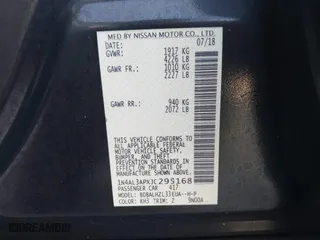 MFD BY NISSAN MOTOR CO., LTD.
DATE: 07/18
GVWR: 1917 KG
4226 LB
GAWR FR.: 1010 KG
2227 LB
GAWR RR.: 940 KG
2072 LB
THIS VEHICLE CONFORMS TO ALL
APPLICABLE FEDERAL MOTOR
VEHICLE SAFETY, BUMPER, AND
THEFT PREVENTION STANDARDS
IN EFFECT ON THE DATE OF
MANUFACTURE SHOWN ABOVE.
1N4AL3APXJC295168
PASSENGER CAR 417
MODEL: BDBALHZL33EUA--H-P
COLOR: KH3 TRIM: Z